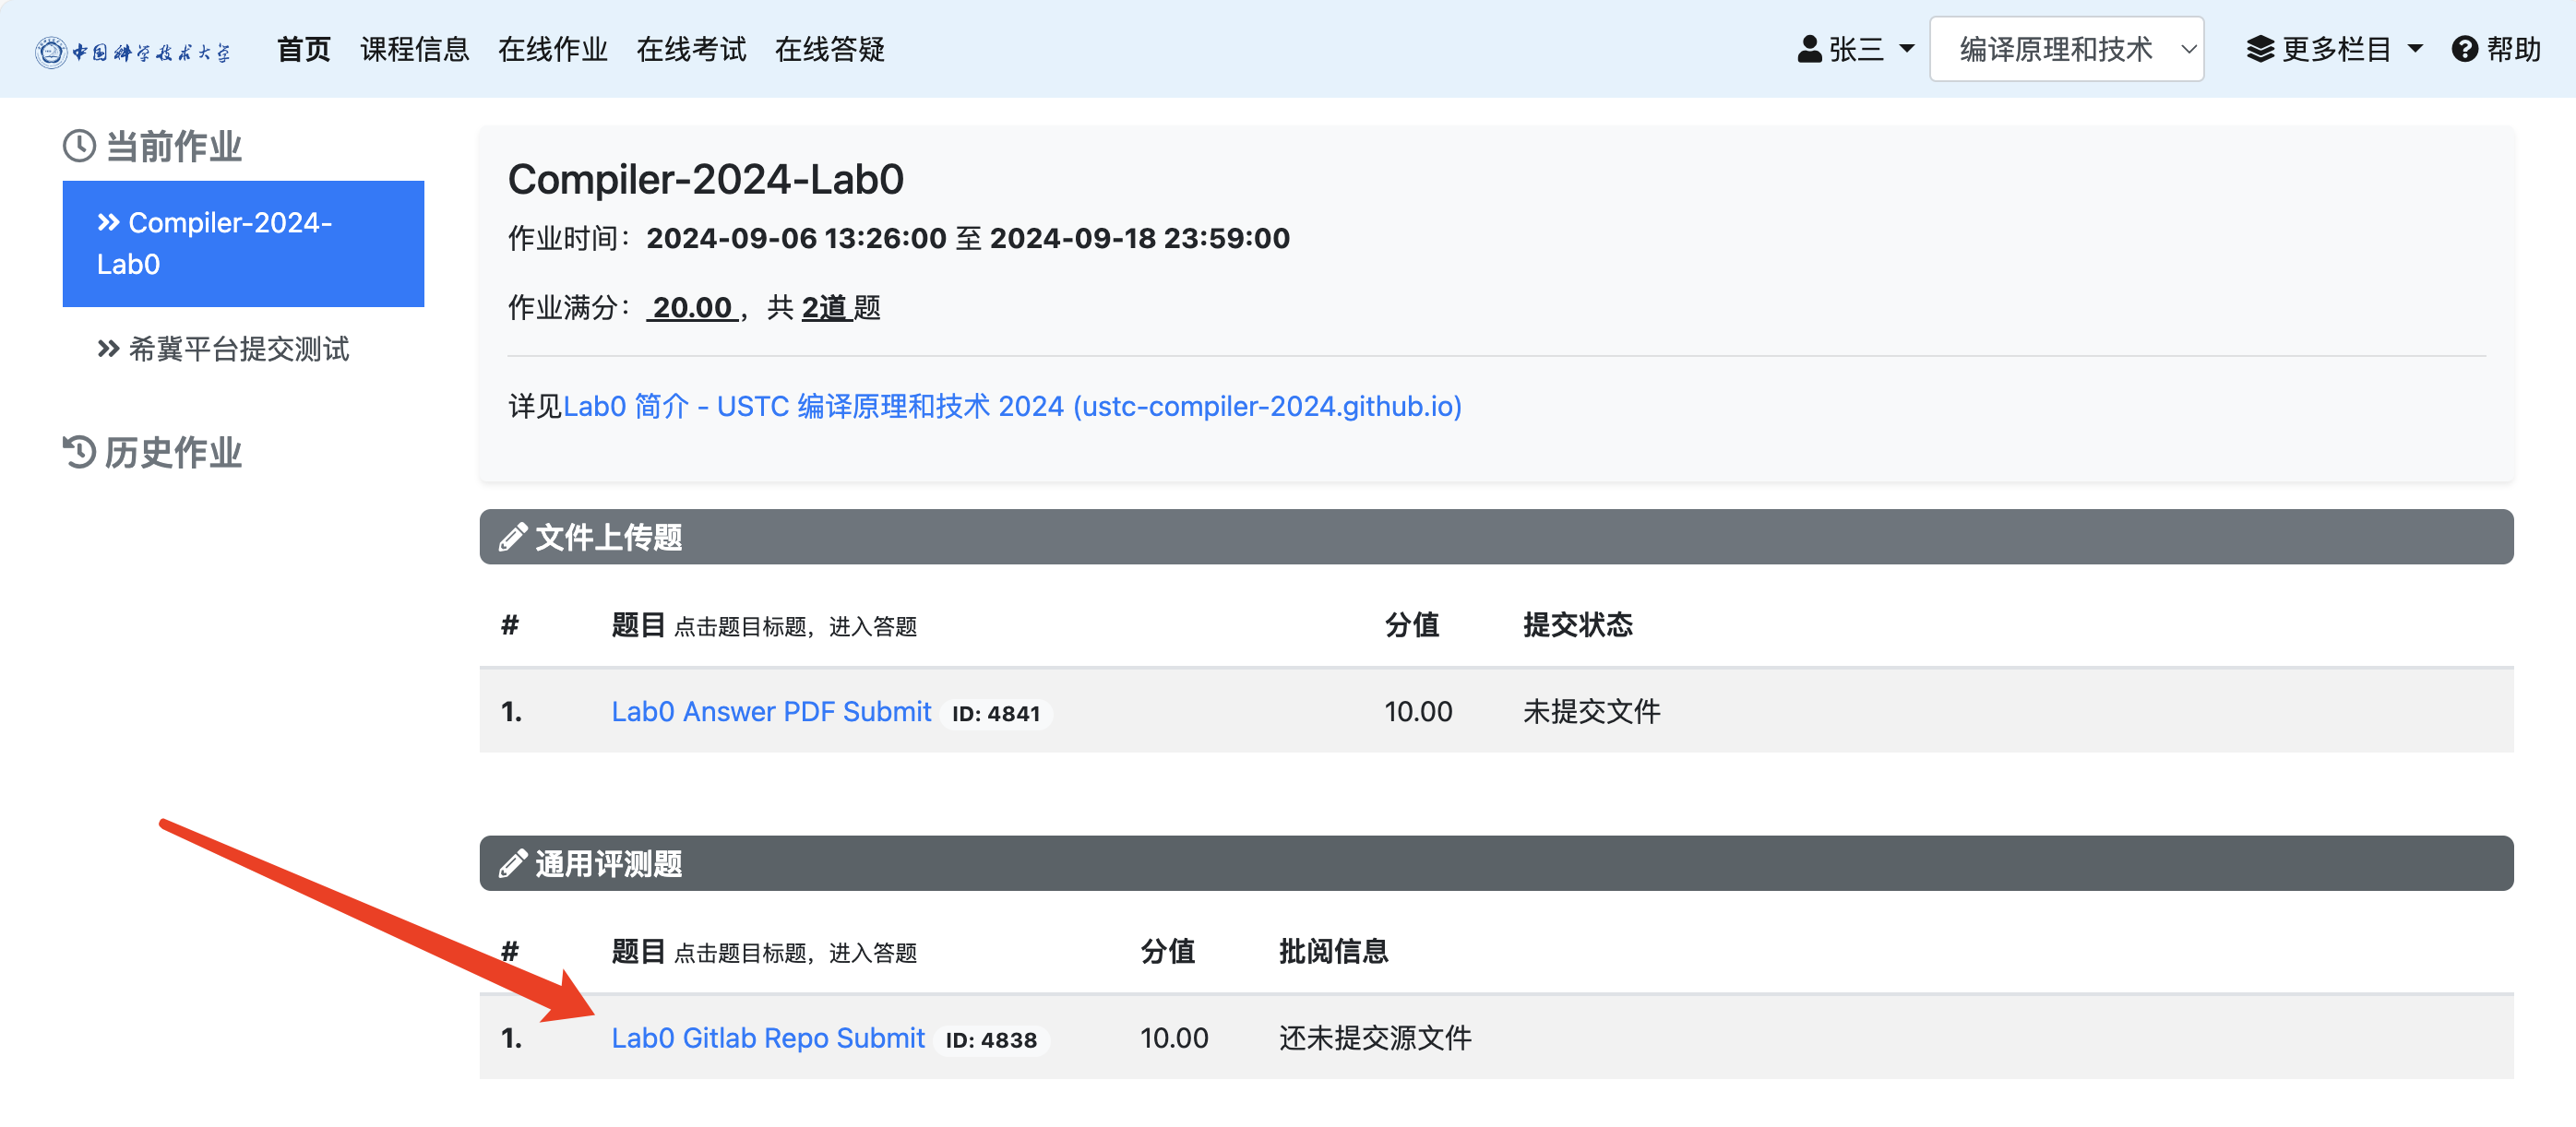 中国科学技术大学 首页 课程信息 在线作业 在线考试 在线答疑 张三 编译原理和技术 更多栏目 帮助
当前作业
Compiler-2024-
Lab0
希冀平台提交测试
历史作业
Compiler-2024-Lab0
作业时间：2024-09-06 13:26:00 至 2024-09-18 23:59:00
作业满分： 20.00 ，共 2道 题
详见Lab0 简介 - USTC 编译原理和技术 2024 (ustc-compiler-2024.github.io)
文件上传题
# 题目 点击题目标题，进入答题 分值 提交状态
1. Lab0 Answer PDF Submit ID: 4841 10.00 未提交文件
通用评测题
# 题目 点击题目标题，进入答题 分值 批阅信息
1. Lab0 Gitlab Repo Submit ID: 4838 10.00 还未提交源文件